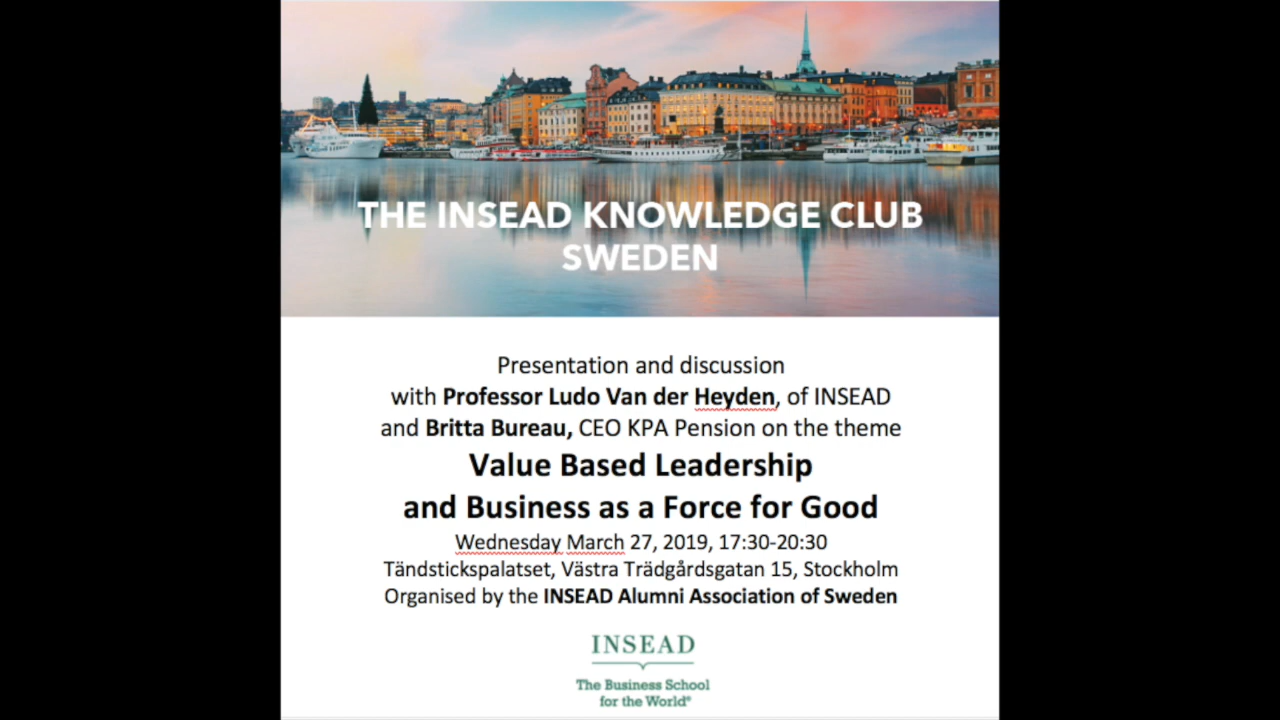 THE INSEAD KNOWLEDGE CLUB
SWEDEN
Presentation and discussion
with Professor Ludo Van der Heyden, of INSEAD
and Britta Bureau, CEO KPA Pension on the theme
Value Based Leadership
and Business as a Force for Good
Wednesday March 27, 2019, 17:30-20:30
Tändstickspalatset, Västra Trädgårdsgatan 15, Stockholm
Organised by the INSEAD Alumni Association of Sweden
INSEAD
The Business School
for the World®